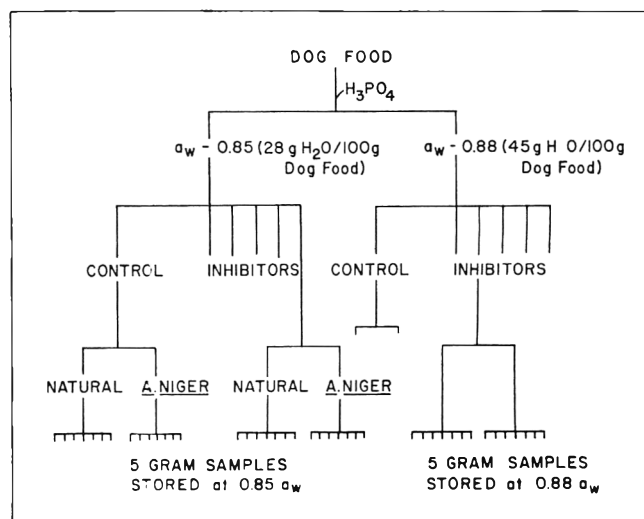 DOG FOOD
H₃PO₄
aw - 0.85 (28 g H₂O/100g
Dog Food)
aw - 0.88 (45 g H O/100g
Dog Food)
CONTROL
INHIBITORS
CONTROL
INHIBITORS
NATURAL
A.NIGER
NATURAL
A.NIGER
5 GRAM SAMPLES
STORED at 0.85 aw
5 GRAM SAMPLES
STORED at 0.88 aw